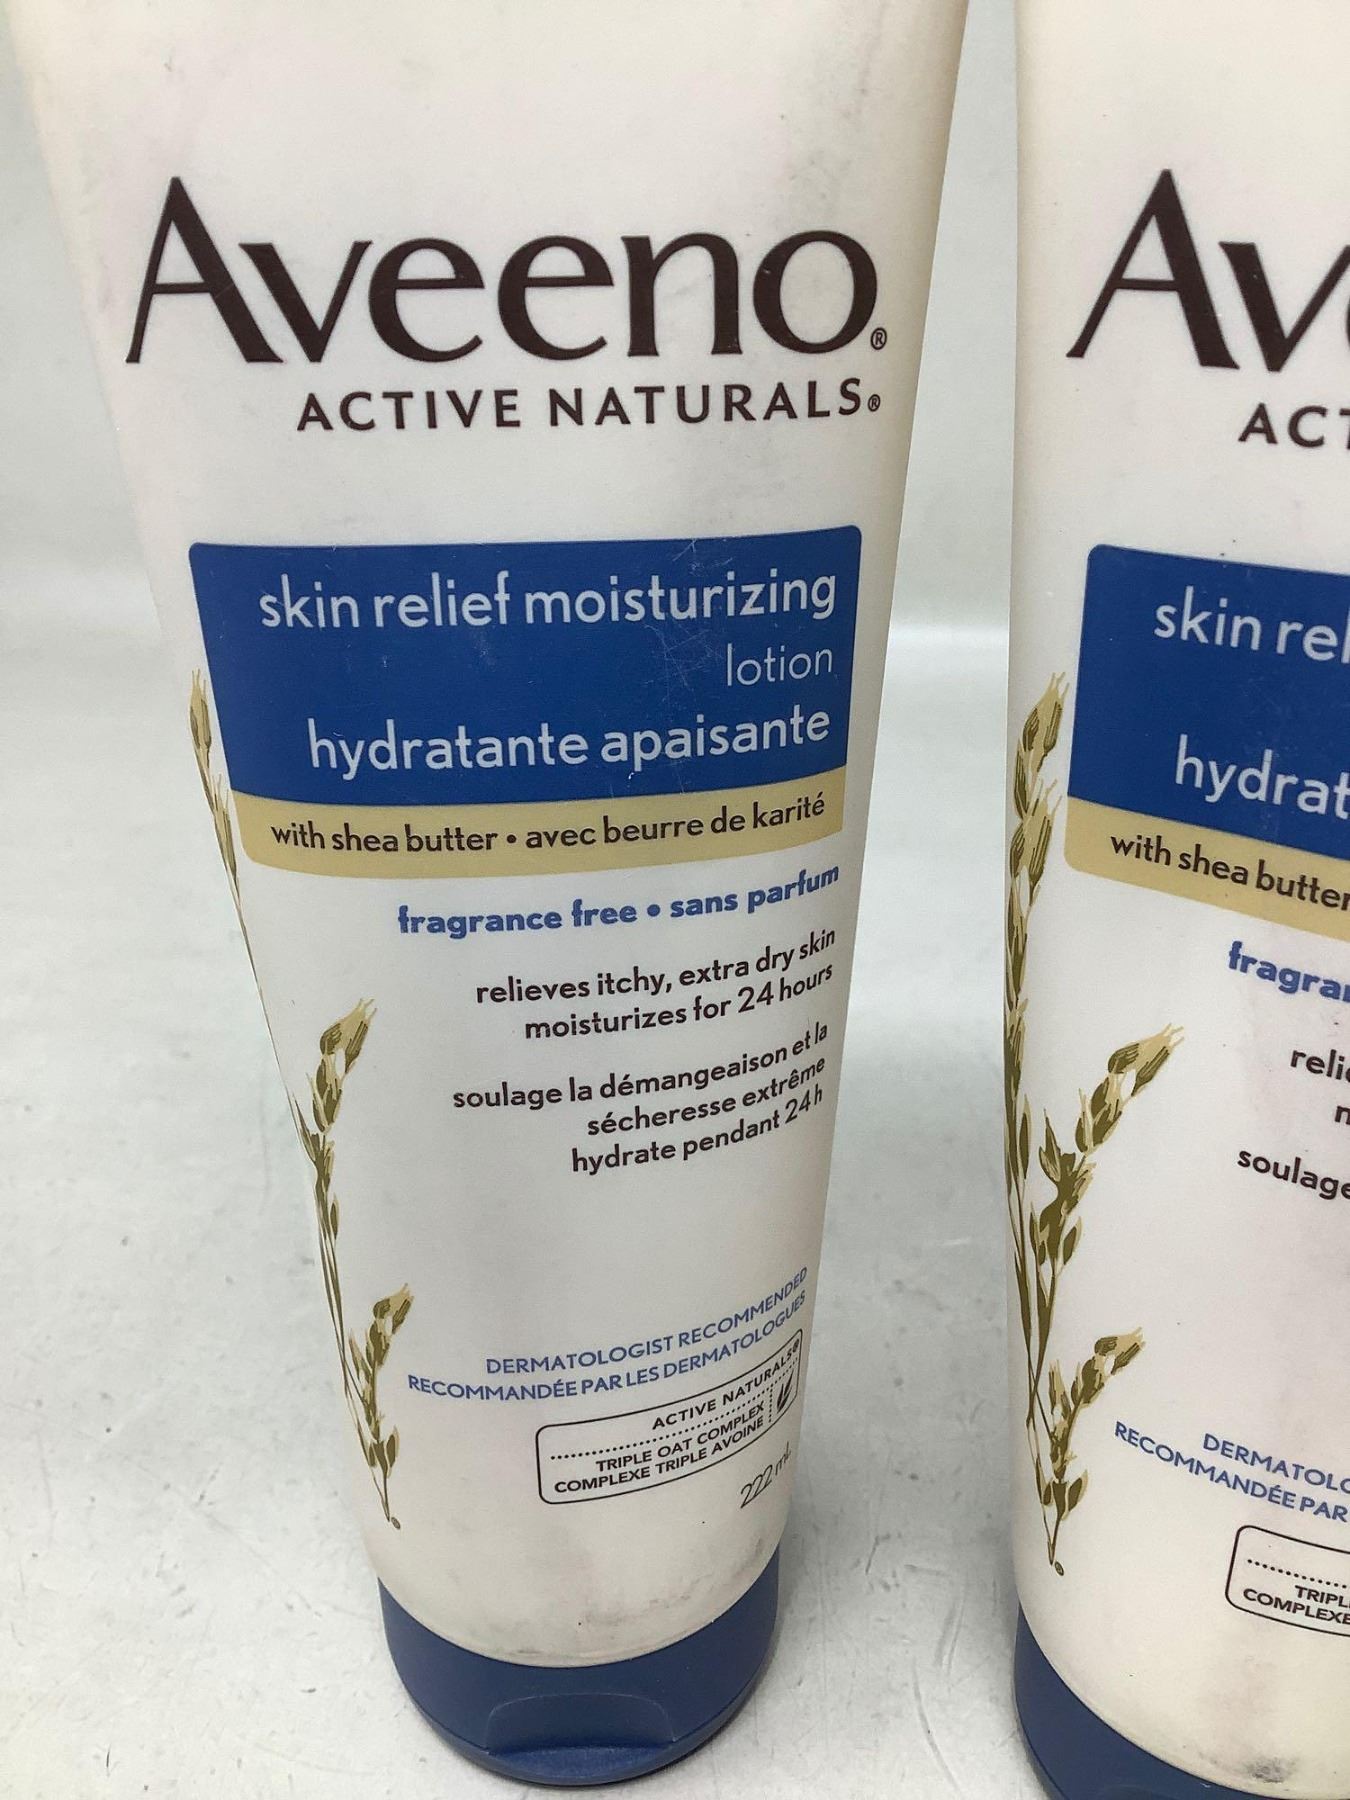 Aveeno®
ACTIVE NATURALS®
skin relief moisturizing
lotion
hydratante apaisante
with shea butter • avec beurre de karité
fragrance free • sans parfum
relieves itchy, extra dry skin
moisturizes for 24 hours
soulage la démangeaison et la
sécheresse extrême
hydrate pendant 24 h
DERMATOLOGIST RECOMMENDED
RECOMMANDÉE PAR LES DERMATOLOGUES
ACTIVE NATURALS®
TRIPLE OAT COMPLEX
COMPLEXE TRIPLE AVOINE
222 mL
Av
ACT
skin rel
hydrat
with shea butter
fragra
reli
soulage
DERMATOLO
RECOMMANDÉE PAR
TRIPL
COMPLEXE